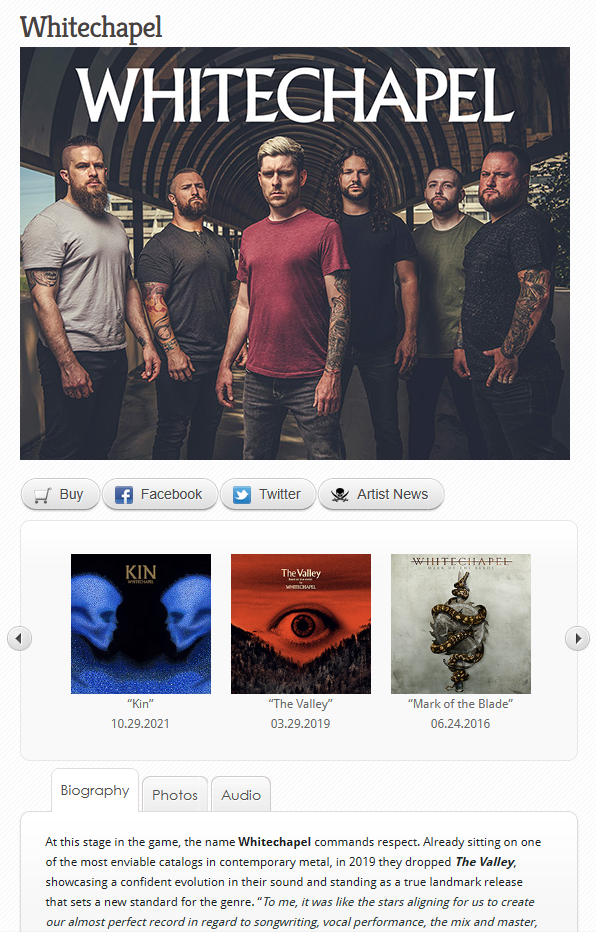 Whitechapel
WHITECHAPEL
Buy
Facebook
Twitter
Artist News
KIN
WHITECHAPEL
The Valley
WHITECHAPEL
WHITECHAPEL
MARK OF THE BLADE
“Kin”
“The Valley”
“Mark of the Blade”
10.29.2021
03.29.2019
06.24.2016
Biography
Photos
Audio
At this stage in the game, the name Whitechapel commands respect. Already sitting on one
of the most enviable catalogs in contemporary metal, in 2019 they dropped The Valley,
showcasing a confident evolution in their sound and standing as a true landmark release
that sets a new standard for the genre. “To me, it was like the stars aligning for us to create
our almost perfect record in regard to songwriting, vocal performance, the mix and master,